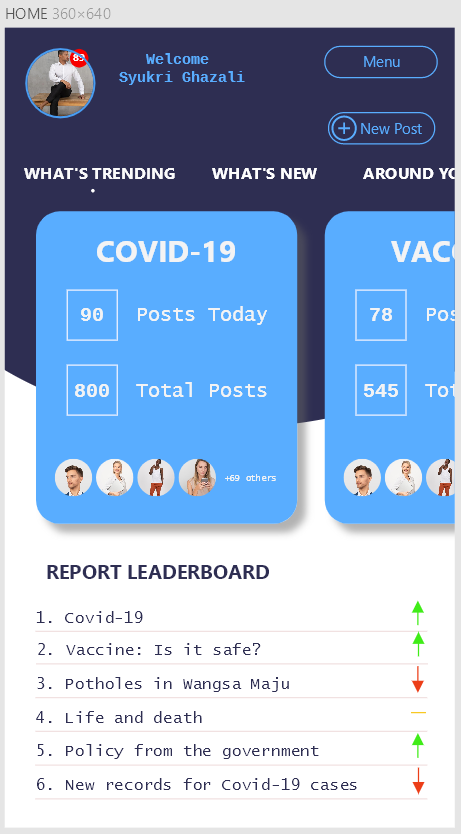 HOME 360×640
89
Welcome
Syukri Ghazali
Menu
New Post
WHAT'S TRENDING
WHAT'S NEW
AROUND YO
COVID-19
90 Posts Today
800 Total Posts
+69 others
VACC
78 Pos
545 Tot
REPORT LEADERBOARD
1. Covid-19
2. Vaccine: Is it safe?
3. Potholes in Wangsa Maju
4. Life and death
5. Policy from the government
6. New records for Covid-19 cases